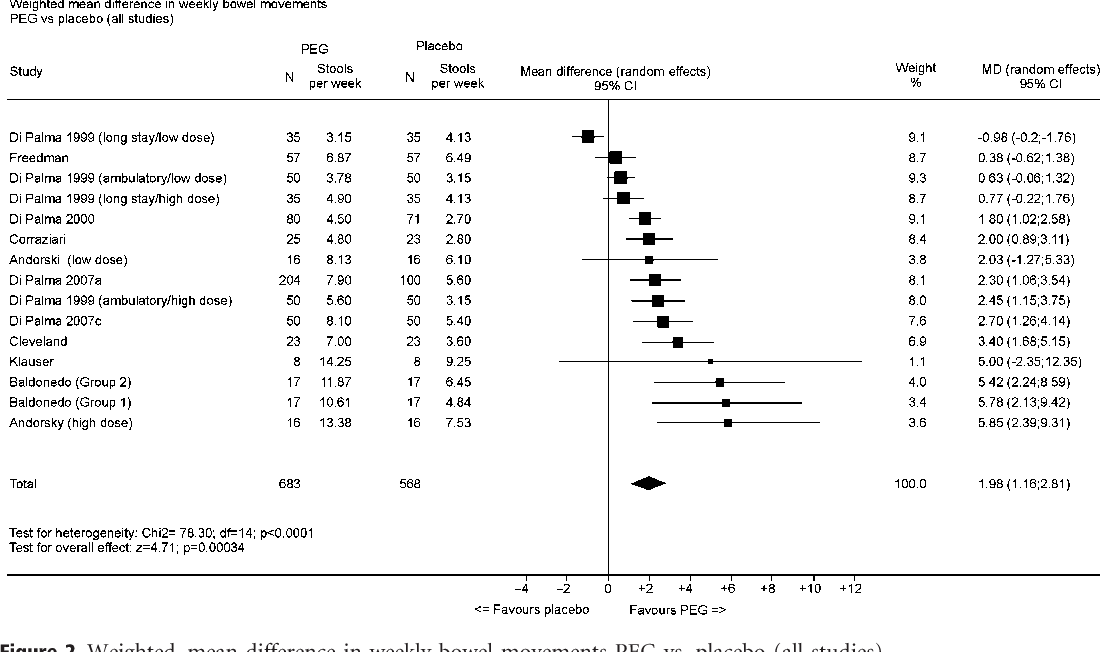 Weighted mean difference in weekly bowel movements
PEG vs placebo (all studies)
PEG Placebo
Study N Stools per week N Stools per week Mean difference (random effects) 95% CI Weight % MD (random effects) 95% CI
Di Palma 1999 (long stay/low dose) 35 3.15 35 4.13 9.1 -0.98 (-0.2;-1.76)
Freedman 57 6.87 57 6.49 8.7 0.38 (-0.62;1.38)
Di Palma 1999 (ambulatory/low dose) 50 3.78 50 3.15 9.3 0.63 (-0.06;1.32)
Di Palma 1999 (long stay/high dose) 35 4.90 35 4.13 8.7 0.77 (-0.22;1.76)
Di Palma 2000 80 4.50 71 2.70 9.1 1.80 (1.02;2.58)
Corraziari 25 4.80 23 2.80 8.4 2.00 (0.89;3.11)
Andorski (low dose) 16 8.13 16 6.10 3.8 2.03 (-1.27;5.33)
Di Palma 2007a 204 7.90 100 5.60 8.1 2.30 (1.06;3.54)
Di Palma 1999 (ambulatory/high dose) 50 5.60 50 3.15 8.0 2.45 (1.15;3.75)
Di Palma 2007c 50 8.10 50 5.40 7.6 2.70 (1.26;4.14)
Cleveland 23 7.00 23 3.60 6.9 3.40 (1.68;5.15)
Klauser 8 14.25 8 9.25 1.1 5.00 (-2.35;12.35)
Baldonedo (Group 2) 17 11.87 17 6.45 4.0 5.42 (2.24;8.59)
Baldonedo (Group 1) 17 10.61 17 4.84 3.4 5.78 (2.13;9.42)
Andorsky (high dose) 16 13.38 16 7.53 3.6 5.85 (2.39;9.31)
Total 683 568 100.0 1.98 (1.16;2.81)
Test for heterogeneity: Chi2= 78.30; df=14; p<0.0001
Test for overall effect: z=4.71; p=0.00034
−4 −2 0 +2 +4 +6 +8 +10 +12
<= Favours placebo Favours PEG =>
Figure 2 Weighted mean difference in weekly bowel movements PEG vs. placebo (all studies)